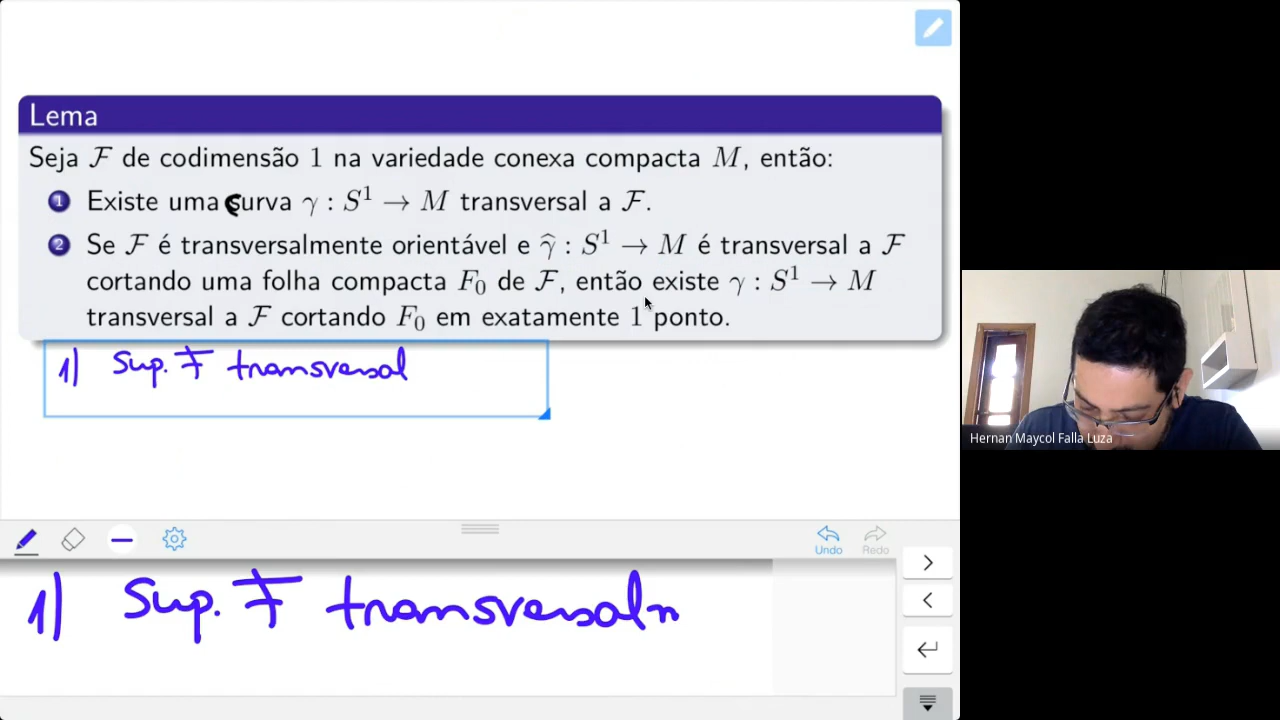 Lema
Seja F de codimensão 1 na variedade conexa compacta M, então:
1 Existe uma curva γ : S¹ → M transversal a F.
2 Se F é transversalmente orientável e γ̂ : S¹ → M é transversal a F
cortando uma folha compacta F₀ de F, então existe γ : S¹ → M
transversal a F cortando F₀ em exatamente 1 ponto.
1) Sup. F transversal
Hernan Maycol Falla Luza
Undo
Redo
1) Sup. F transversalm